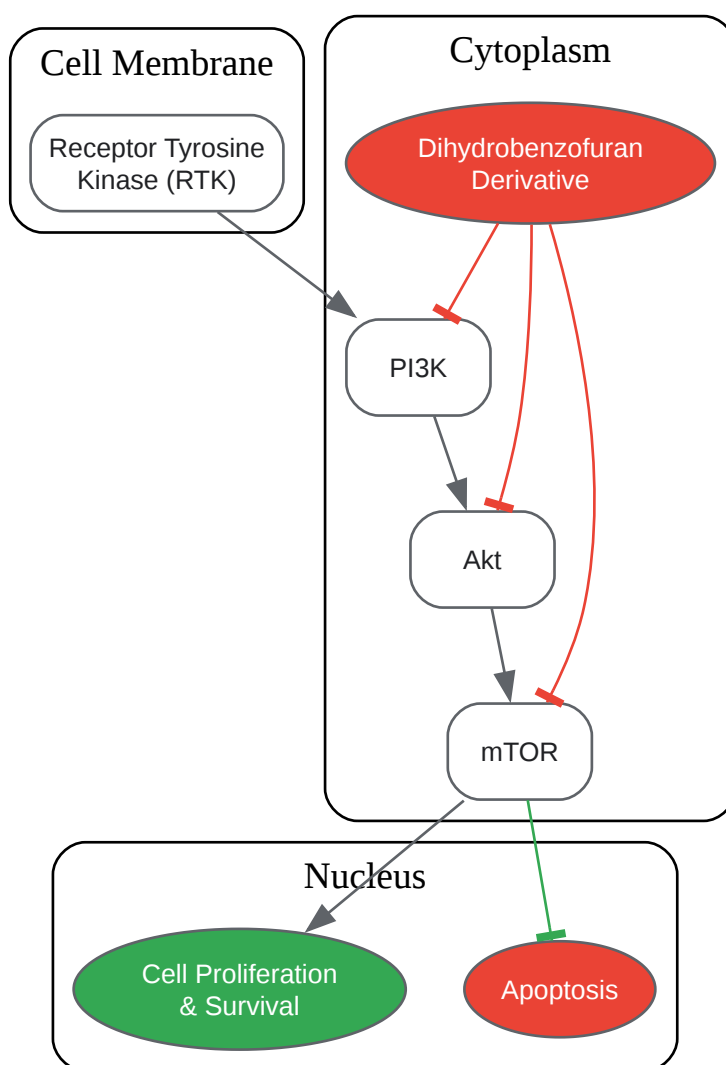 Cell Membrane
Cytoplasm
Receptor Tyrosine
Kinase (RTK)
Dihydrobenzofuran
Derivative
PI3K
Akt
mTOR
Nucleus
Cell Proliferation
& Survival
Apoptosis